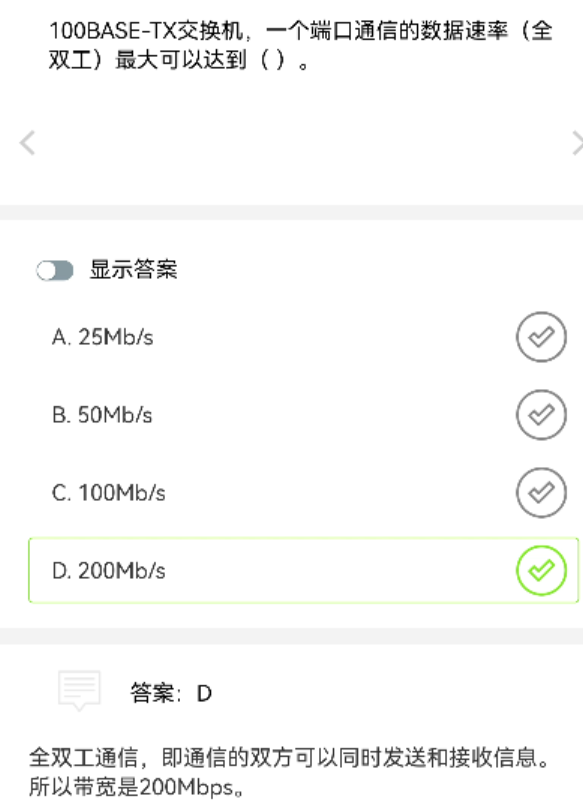 100BASE-TX交换机，一个端口通信的数据速率（全
双工）最大可以达到（ ）。
显示答案
A. 25Mb/s
B. 50Mb/s
C. 100Mb/s
D. 200Mb/s
答案：D
全双工通信，即通信的双方可以同时发送和接收信息。
所以带宽是200Mbps。